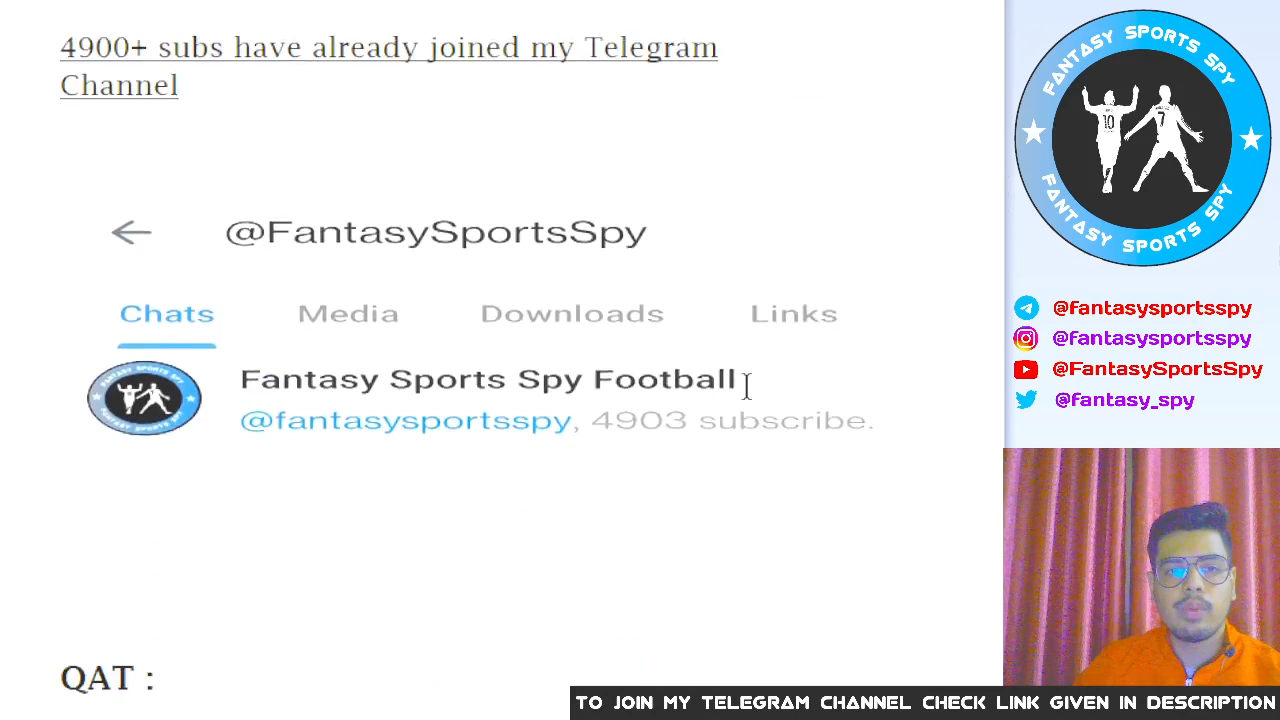 4900+ subs have already joined my Telegram
Channel
@FantasySportsSpy
Chats Media Downloads Links
Fantasy Sports Spy Football
@fantasysportsspy, 4903 subscribe.
QAT :
FANTASY SPORTS SPY
10 7
FANTASY SPORTS SPY
@fantasysportsspy
@fantasysportsspy
@FantasySportsSpy
@fantasy_spy
TO JOIN MY TELEGRAM CHANNEL CHECK LINK GIVEN IN DESCRIPTION